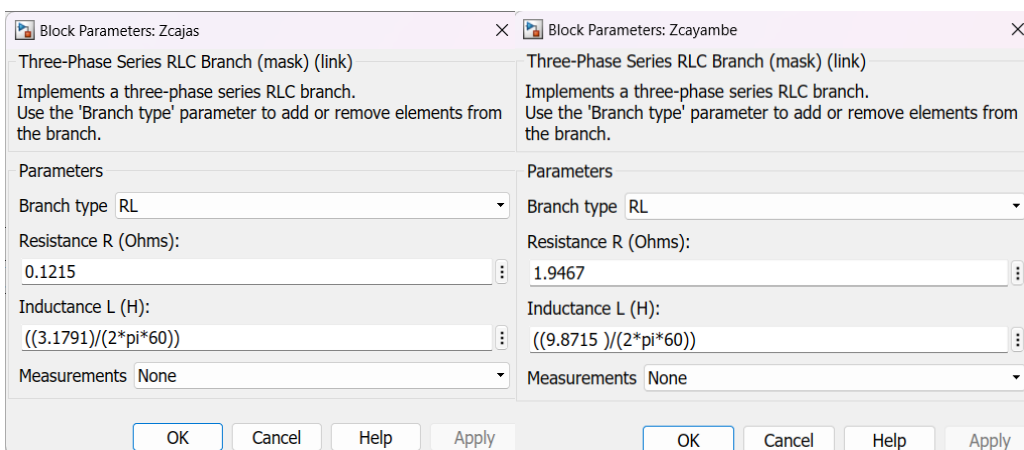 Block Parameters: Zcajas
Three-Phase Series RLC Branch (mask) (link)
Implements a three-phase series RLC branch.
Use the 'Branch type' parameter to add or remove elements from
the branch.
Parameters
Branch type RL
Resistance R (Ohms):
0.1215
Inductance L (H):
((3.1791)/(2*pi*60))
Measurements None
OK Cancel Help Apply
Block Parameters: Zcayambe
Three-Phase Series RLC Branch (mask) (link)
Implements a three-phase series RLC branch.
Use the 'Branch type' parameter to add or remove elements from
the branch.
Parameters
Branch type RL
Resistance R (Ohms):
1.9467
Inductance L (H):
((9.8715 )/(2*pi*60))
Measurements None
OK Cancel Help Apply